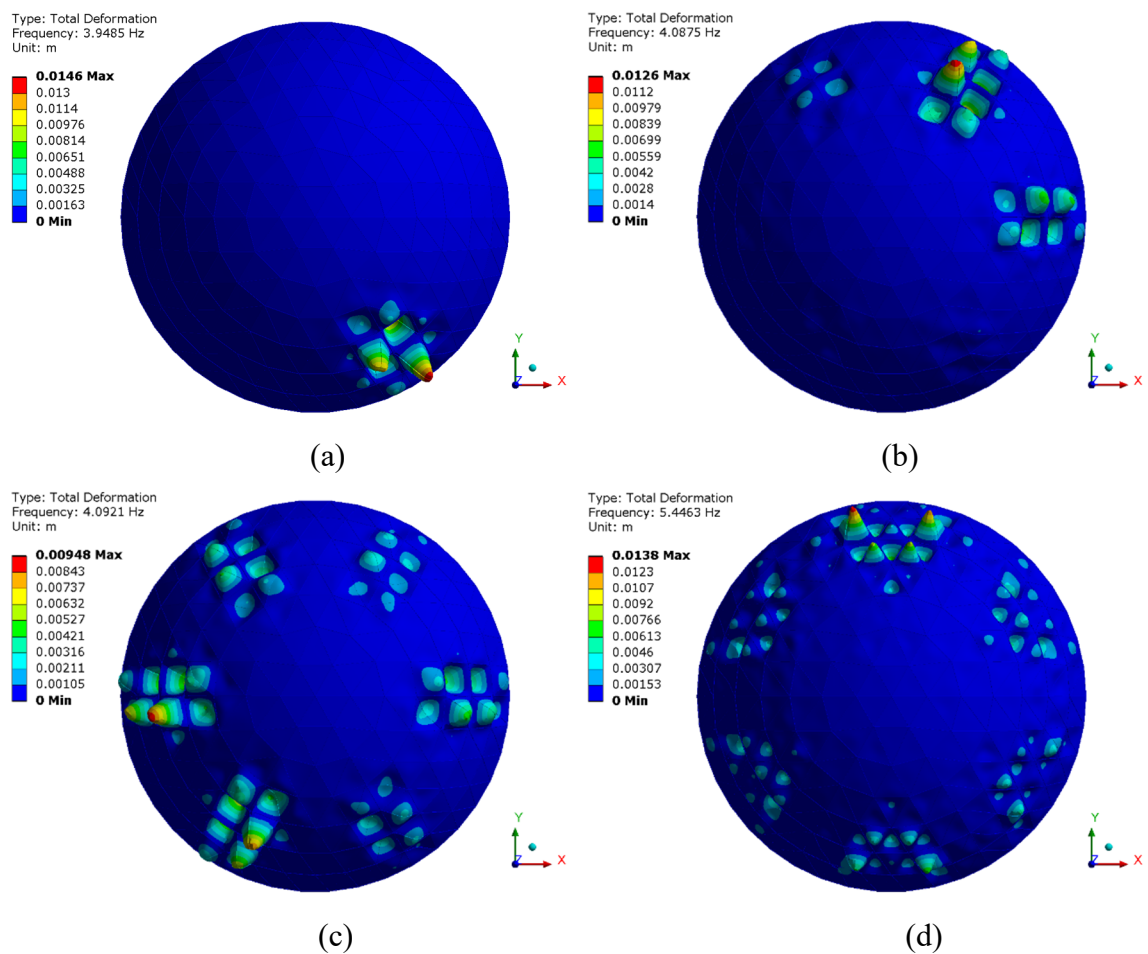 Type: Total Deformation
Frequency: 3.9485 Hz
Unit: m
0.0146 Max
0.013
0.0114
0.00976
0.00814
0.00651
0.00488
0.00325
0.00163
0 Min
Y
Z
X
(a)
Type: Total Deformation
Frequency: 4.0875 Hz
Unit: m
0.0126 Max
0.0112
0.00979
0.00839
0.00699
0.00559
0.0042
0.0028
0.0014
0 Min
Y
Z
X
(b)
Type: Total Deformation
Frequency: 4.0921 Hz
Unit: m
0.00948 Max
0.00843
0.00737
0.00632
0.00527
0.00421
0.00316
0.00211
0.00105
0 Min
Y
Z
X
(c)
Type: Total Deformation
Frequency: 5.4463 Hz
Unit: m
0.0138 Max
0.0123
0.0107
0.0092
0.00766
0.00613
0.0046
0.00307
0.00153
0 Min
Y
Z
X
(d)